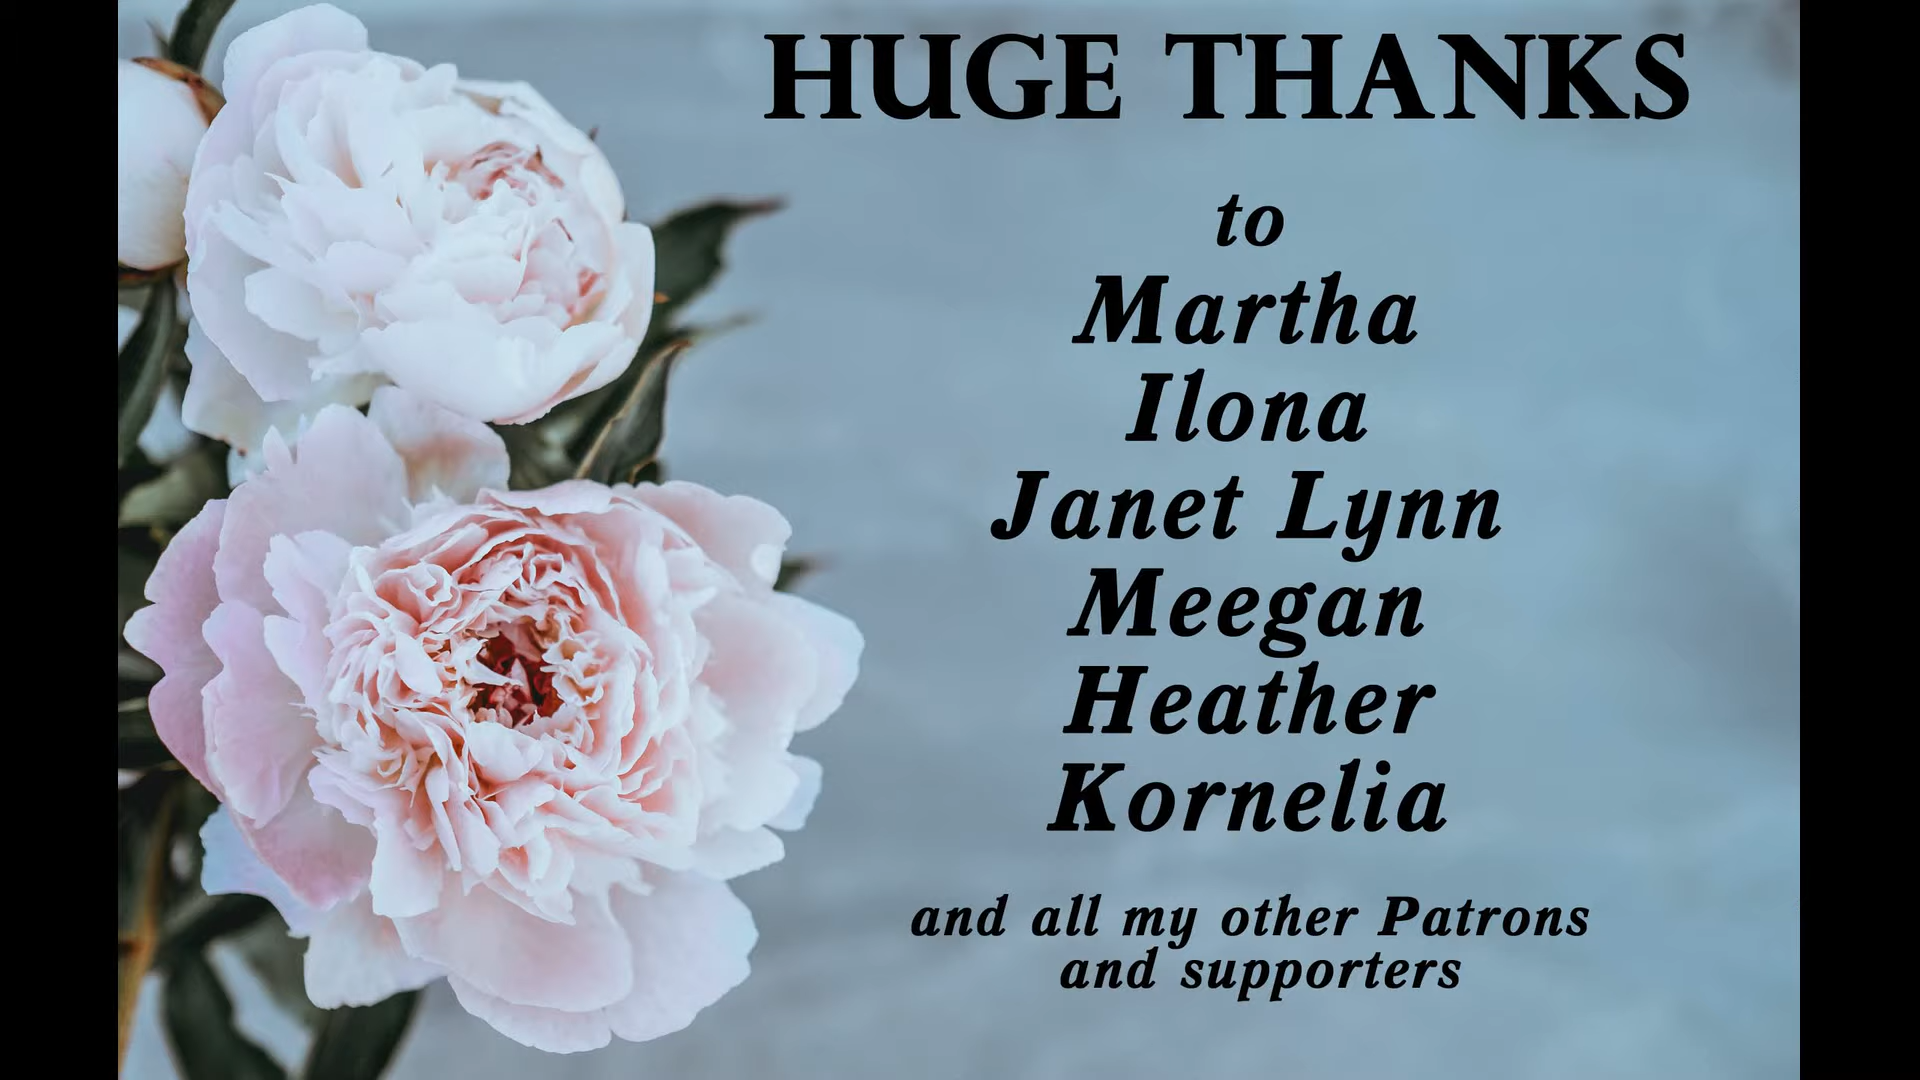 HUGE THANKS
to
Martha
Ilona
Janet Lynn
Meegan
Heather
Kornelia
and all my other Patrons
and supporters